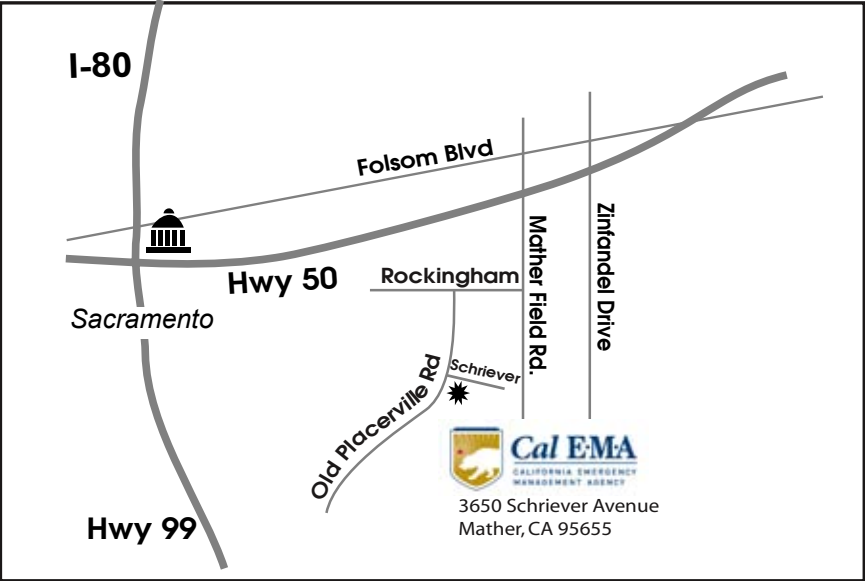 I-80
Folsom Blvd
Hwy 50
Sacramento
Rockingham
Mather Field Rd.
Zinfandel Drive
Schriever
Old Placerville Rd
Hwy 99
Cal E·M·A
CALIFORNIA EMERGENCY
MANAGEMENT AGENCY
3650 Schriever Avenue
Mather, CA 95655